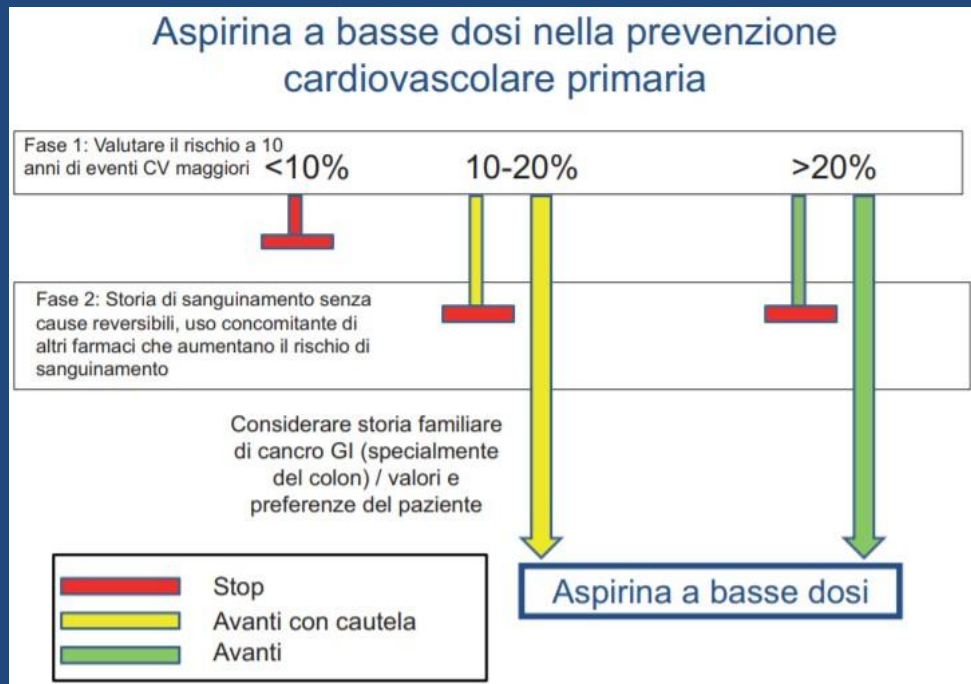 Aspirina a basse dosi nella prevenzione
cardiovascolare primaria
Fase 1: Valutare il rischio a 10
anni di eventi CV maggiori <10% 10-20% >20%
Fase 2: Storia di sanguinamento senza
cause reversibili, uso concomitante di
altri farmaci che aumentano il rischio di
sanguinamento
Considerare storia familiare
di cancro GI (specialmente
del colon) / valori e
preferenze del paziente
Aspirina a basse dosi
Stop
Avanti con cautela
Avanti